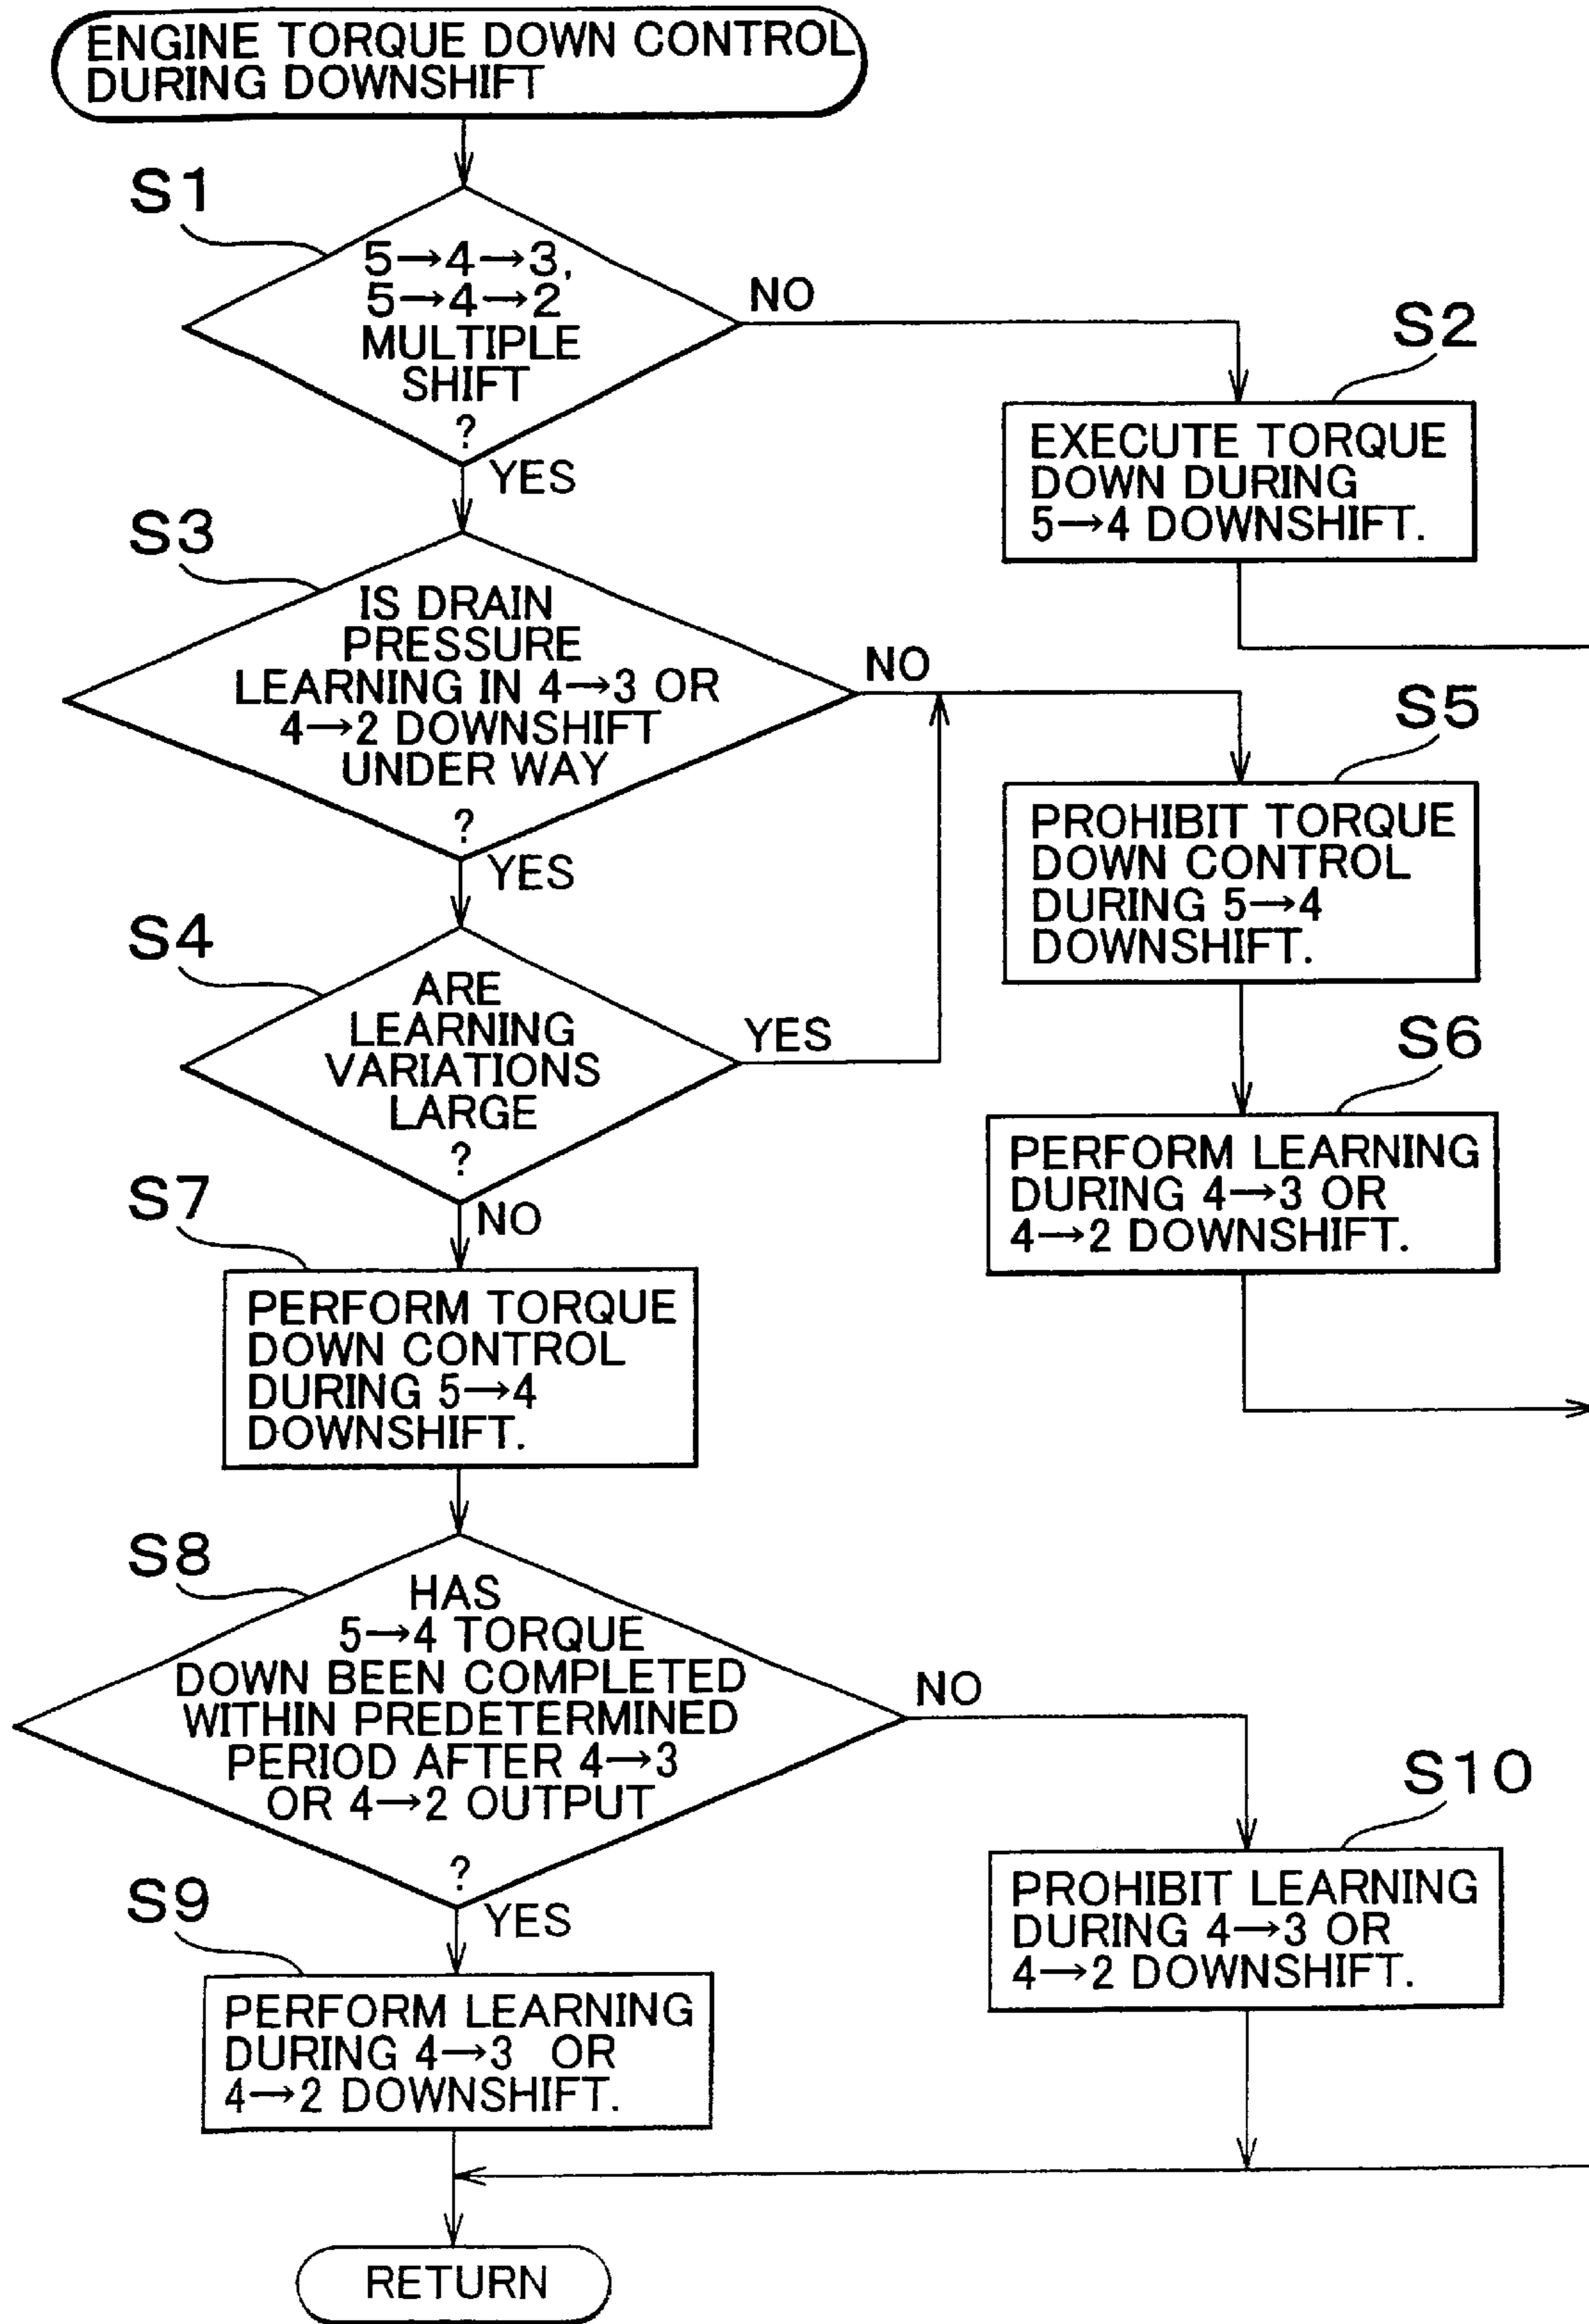 ENGINE TORQUE DOWN CONTROL
DURING DOWNSHIFT
S1
5→4→3,
5→4→2
MULTIPLE
SHIFT
?
NO
YES
S2
EXECUTE TORQUE
DOWN DURING
5→4 DOWNSHIFT.
S3
IS DRAIN
PRESSURE
LEARNING IN 4→3 OR
4→2 DOWNSHIFT
UNDER WAY
?
NO
YES
S5
PROHIBIT TORQUE
DOWN CONTROL
DURING 5→4
DOWNSHIFT.
S4
ARE
LEARNING
VARIATIONS
LARGE
?
YES
NO
S6
PERFORM LEARNING
DURING 4→3 OR
4→2 DOWNSHIFT.
S7
PERFORM TORQUE
DOWN CONTROL
DURING 5→4
DOWNSHIFT.
S8
HAS
5→4 TORQUE
DOWN BEEN COMPLETED
WITHIN PREDETERMINED
PERIOD AFTER 4→3
OR 4→2 OUTPUT
?
NO
YES
S10
PROHIBIT LEARNING
DURING 4→3 OR
4→2 DOWNSHIFT.
S9
PERFORM LEARNING
DURING 4→3 OR
4→2 DOWNSHIFT.
RETURN